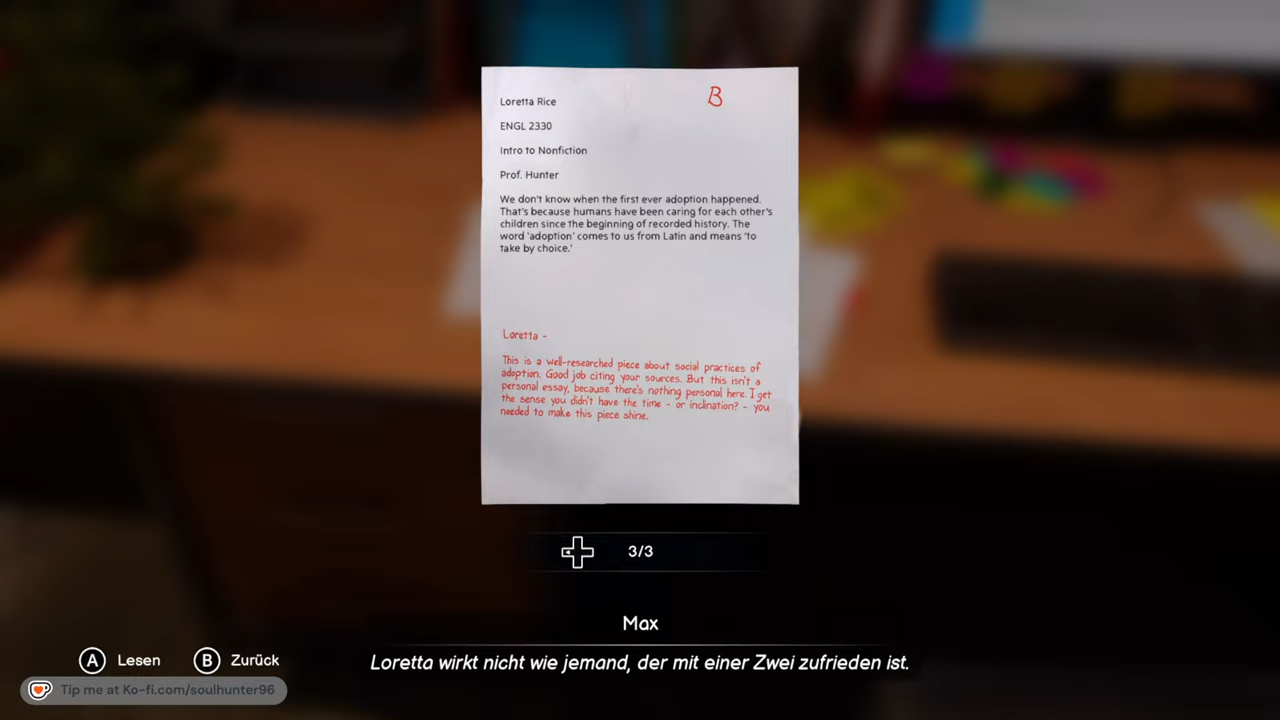 Loretta Rice
B
ENGL 2330
Intro to Nonfiction
Prof. Hunter
We don't know when the first ever adoption happened.
That's because humans have been caring for each other's
children since the beginning of recorded history. The
word 'adoption' comes to us from Latin and means 'to
take by choice.'
Loretta -
This is a well-researched piece about social practices of
adoption. Good job citing your sources. But this isn't a
personal essay, because there's nothing personal here. I get
the sense you didn't have the time - or inclination? - you
needed to make this piece shine.
3/3
Max
A Lesen B Zurück
Loretta wirkt nicht wie jemand, der mit einer Zwei zufrieden ist.
Tip me at Ko-fi.com/soulhunter96